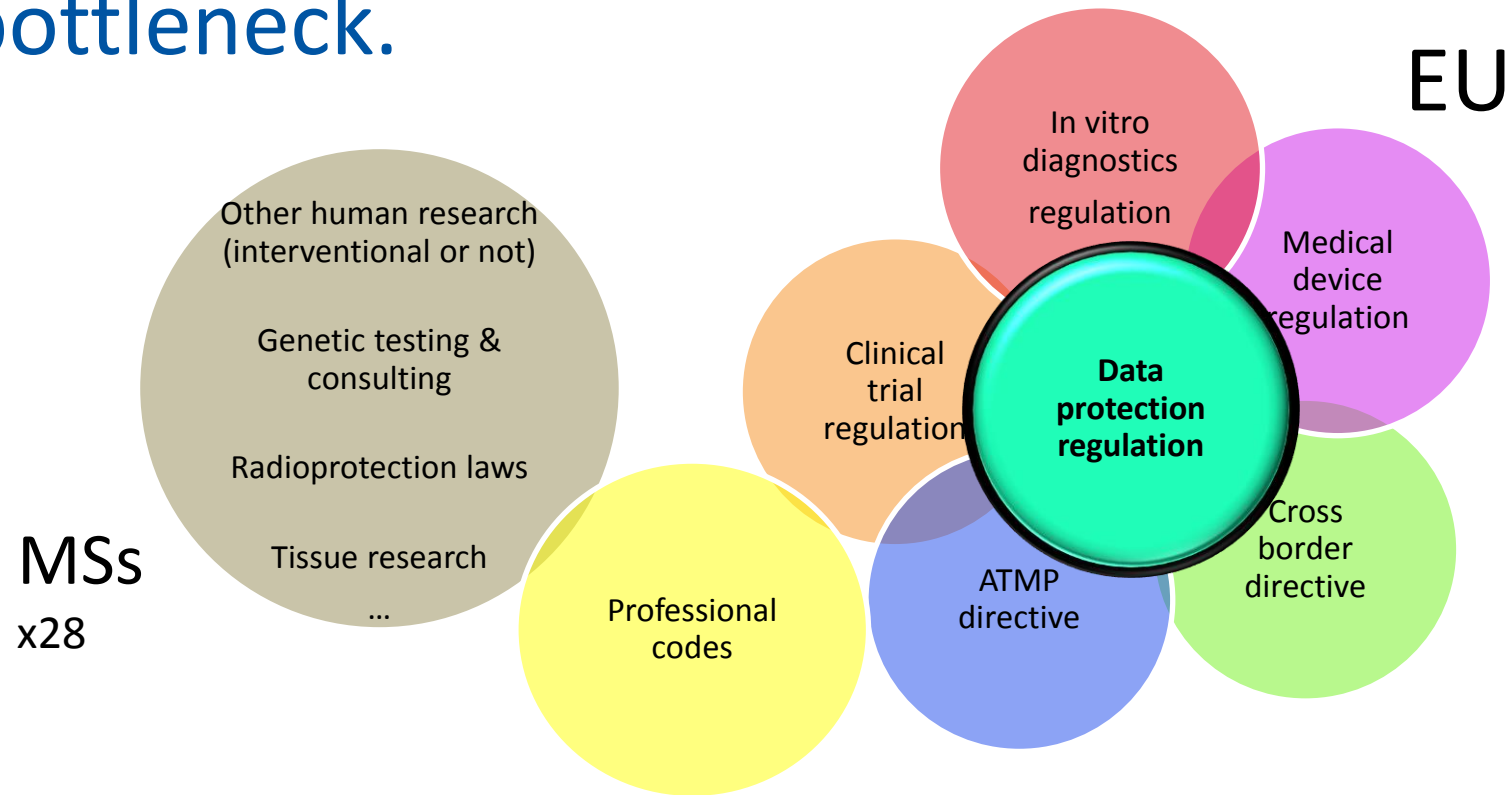 bottleneck.
EU
In vitro
diagnostics
regulation
Medical
device
regulation
Other human research
(interventional or not)
Genetic testing &
consulting
Radioprotection laws
Tissue research
...
Clinical
trial
regulation
Data
protection
regulation
Cross
border
directive
MSs
x28
Professional
codes
ATMP
directive